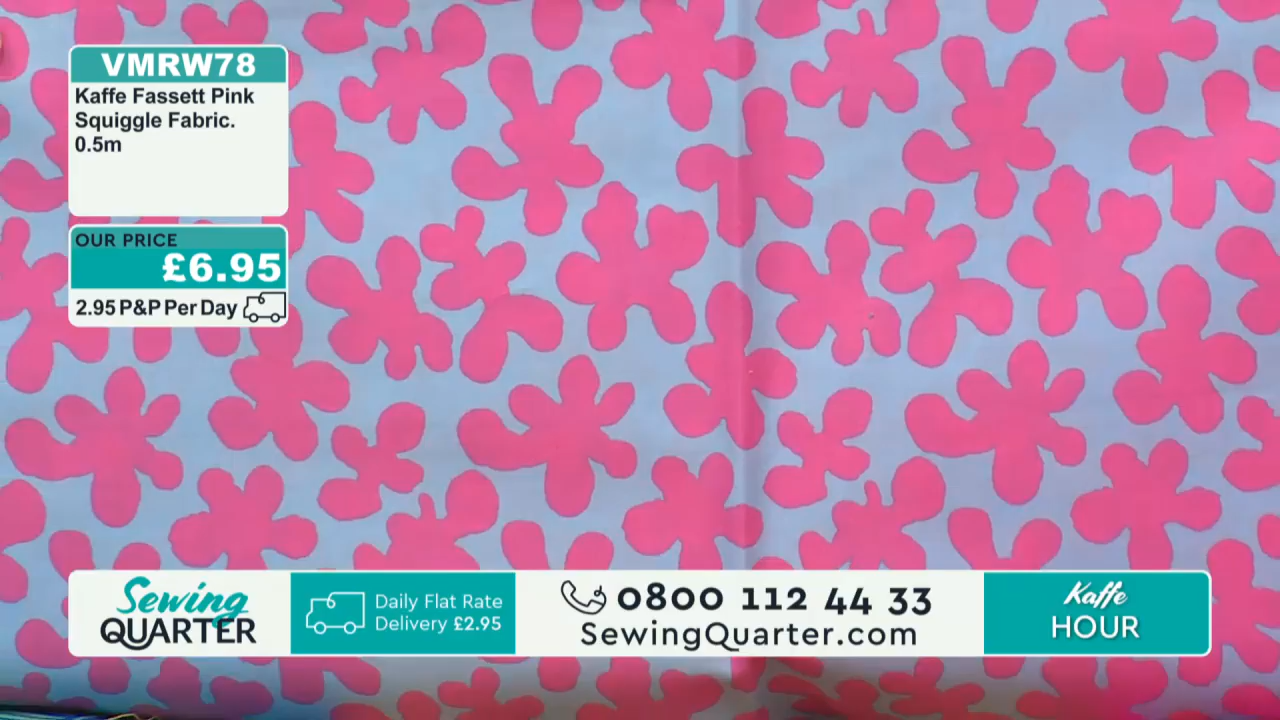 VMRW78
Kaffe Fassett Pink
Squiggle Fabric.
0.5m
OUR PRICE
£6.95
2.95 P&P Per Day
Sewing
QUARTER
Daily Flat Rate
Delivery £2.95
0800 112 44 33
SewingQuarter.com
Kaffe
HOUR